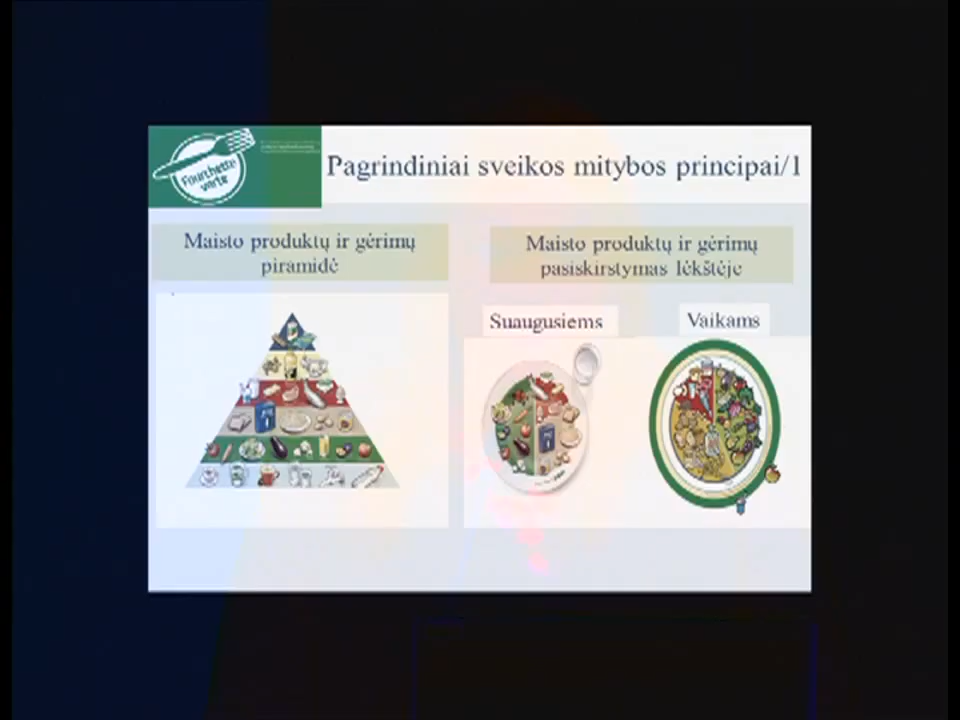 Fourchette
verte
Pagrindiniai sveikos mitybos principai/1
Maisto produktų ir gėrimų
piramidė
Maisto produktų ir gėrimų
pasiskirstymas lėkštėje
Suaugusiems
Vaikams